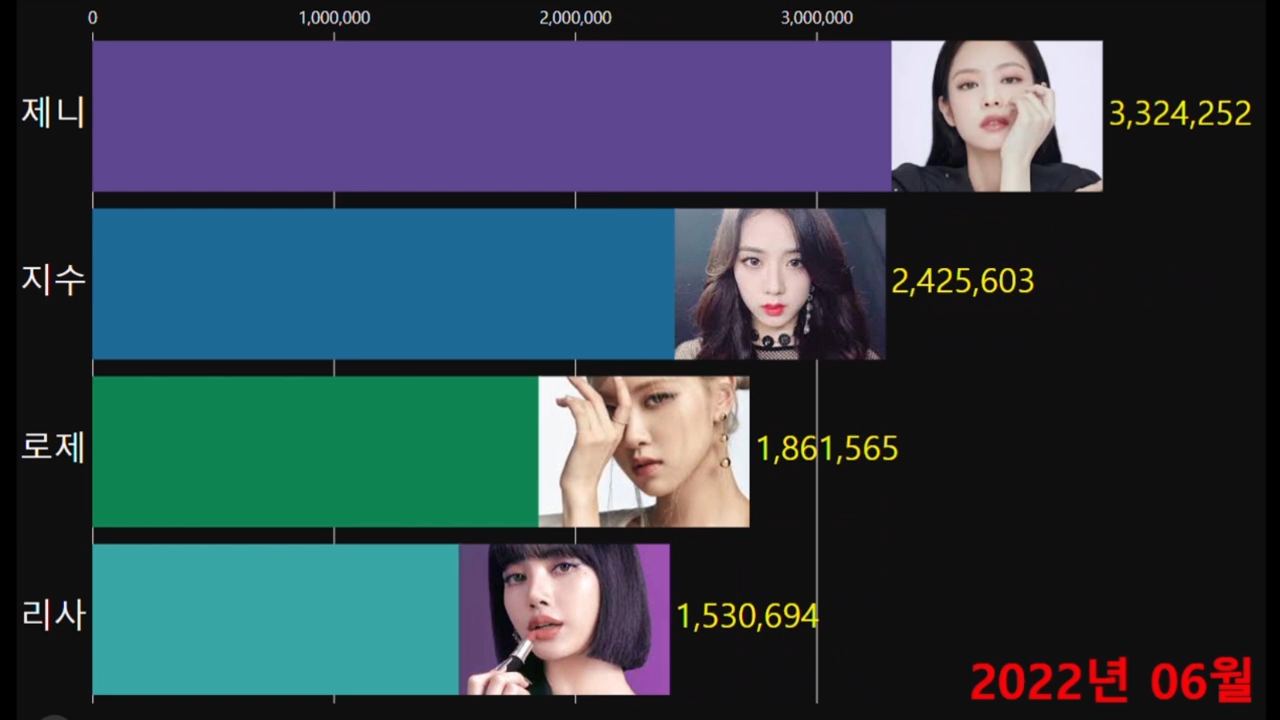 0 1,000,000 2,000,000 3,000,000
제니 3,324,252
지수 2,425,603
로제 1,861,565
리사 1,530,694
2022년 06월